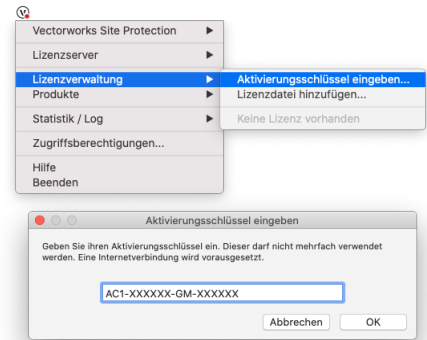 Vectorworks Site Protection
Lizenzserver
Lizenzverwaltung
Aktivierungsschlüssel eingeben...
Produkte
Lizenzdatei hinzufügen...
Statistik / Log
Keine Lizenz vorhanden
Zugriffsberechtigungen...
Hilfe
Beenden
Aktivierungsschlüssel eingeben
Geben Sie ihren Aktivierungsschlüssel ein. Dieser darf nicht mehrfach verwendet
werden. Eine Internetverbindung wird vorausgesetzt.
AC1-XXXXXX-GM-XXXXXX
Abbrechen
OK